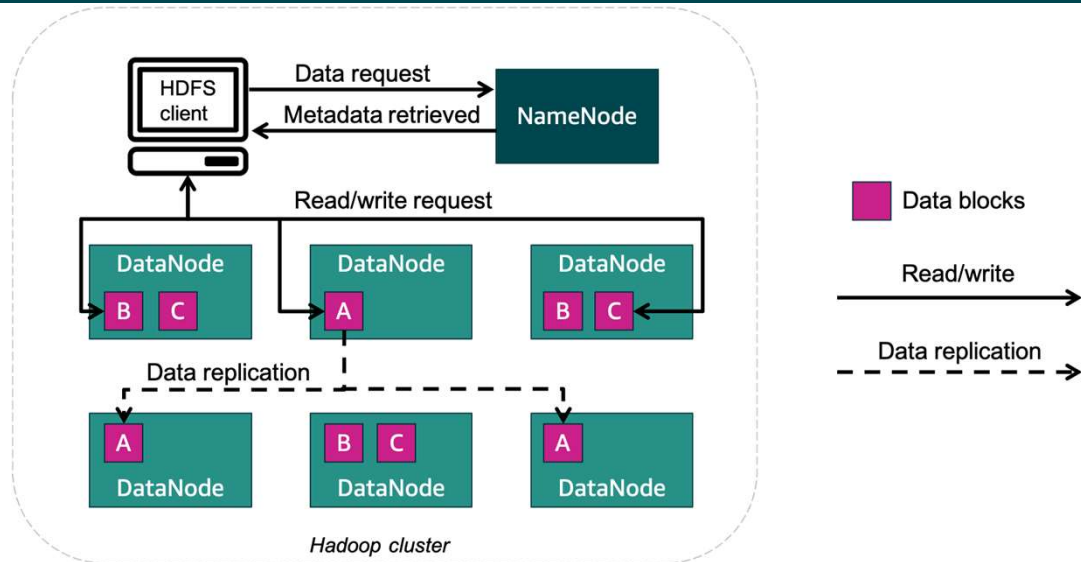 HDFS
client
Data request
Metadata retrieved
NameNode
Read/write request
DataNode
B C
DataNode
A
DataNode
B C
Data replication
A
DataNode
B C
DataNode
A
DataNode
Hadoop cluster
Data blocks
Read/write
Data replication